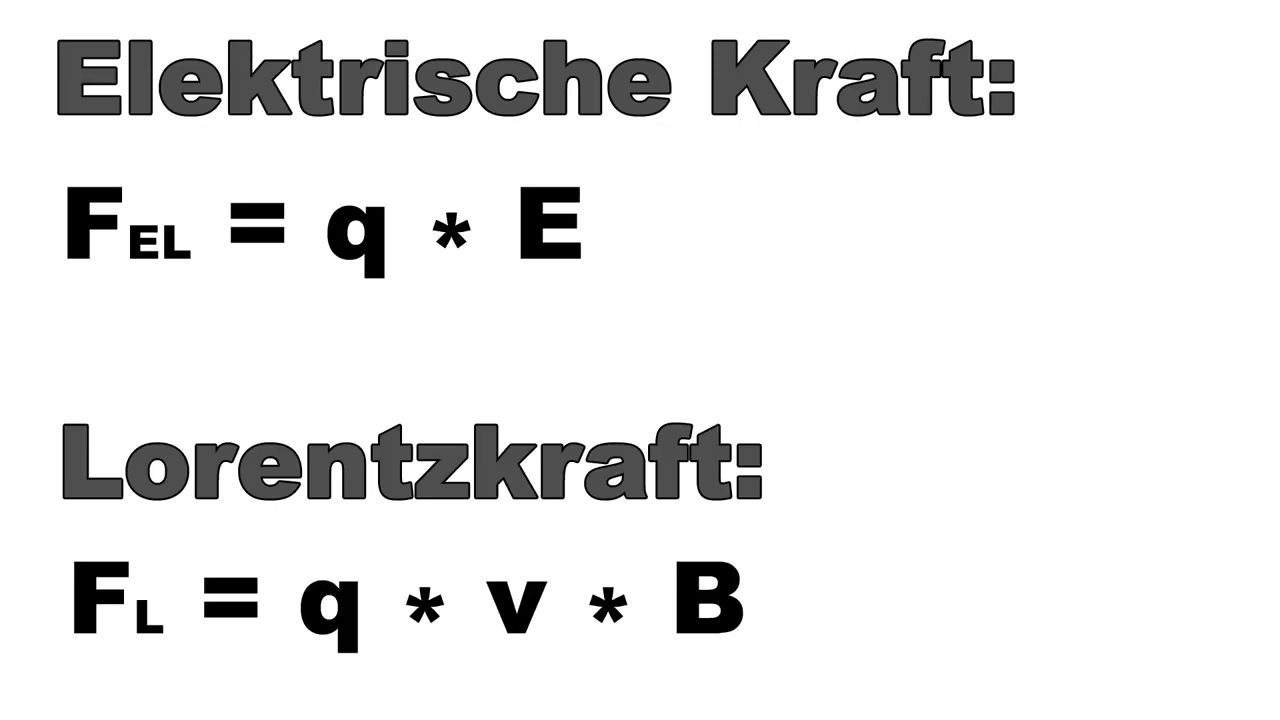 Elektrische Kraft:
FEL = q * E
Lorentzkraft:
FL = q * v * B